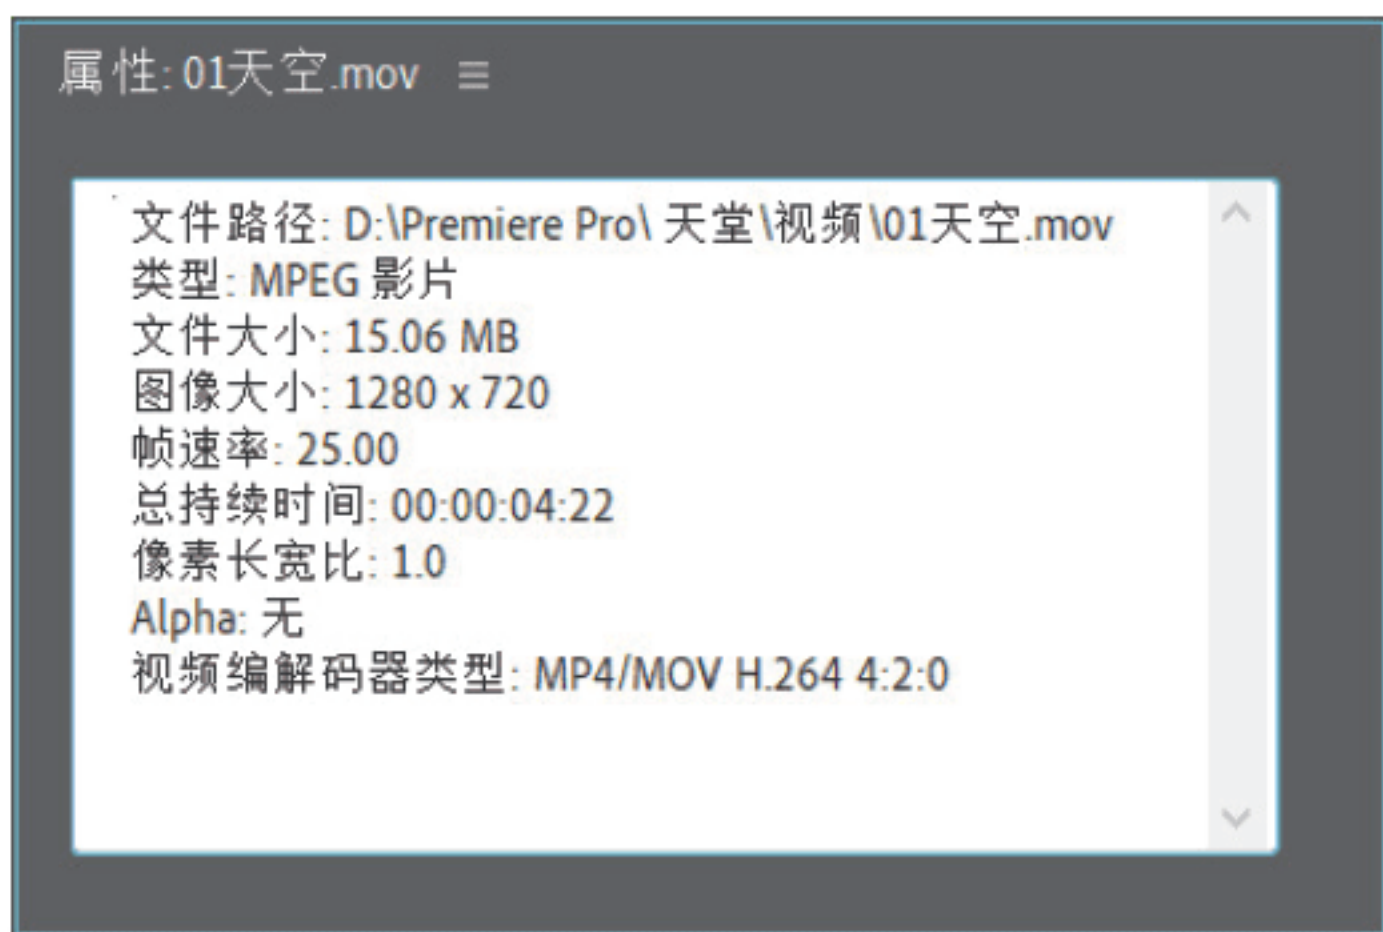 属性: 01天空.mov
文件路径: D:\Premiere Pro\ 天堂\视频\01天空.mov
类型: MPEG 影片
文件大小: 15.06 MB
图像大小: 1280 x 720
帧速率: 25.00
总持续时间: 00:00:04:22
像素长宽比: 1.0
Alpha: 无
视频编解码器类型: MP4/MOV H.264 4:2:0